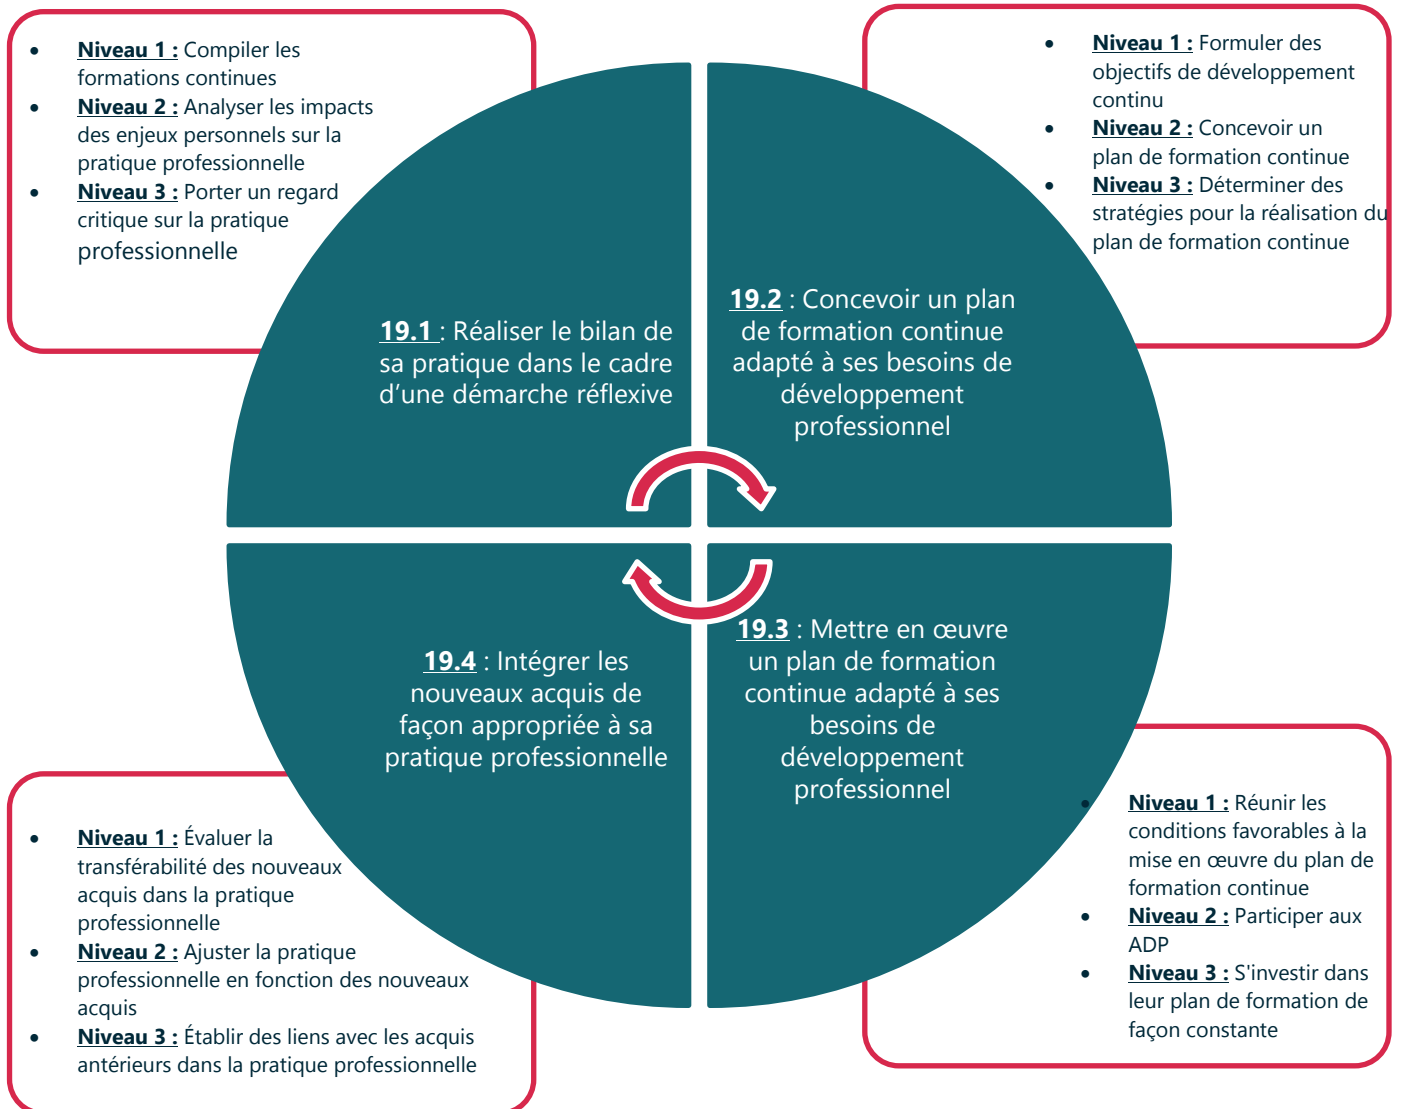 • Niveau 1 : Compiler les
formations continues
• Niveau 2 : Analyser les impacts
des enjeux personnels sur la
pratique professionnelle
• Niveau 3 : Porter un regard
critique sur la pratique
professionnelle
• Niveau 1 : Formuler des
objectifs de développement
continu
• Niveau 2 : Concevoir un
plan de formation continue
• Niveau 3 : Déterminer des
stratégies pour la réalisation du
plan de formation continue
19.1 : Réaliser le bilan de
sa pratique dans le cadre
d’une démarche réflexive
19.2 : Concevoir un plan
de formation continue
adapté à ses besoins de
développement
professionnel
19.4 : Intégrer les
nouveaux acquis de
façon appropriée à sa
pratique professionnelle
19.3 : Mettre en œuvre
un plan de formation
continue adapté à ses
besoins de
développement
professionnel
• Niveau 1 : Évaluer la
transférabilité des nouveaux
acquis dans la pratique
professionnelle
• Niveau 2 : Ajuster la pratique
professionnelle en fonction des nouveaux
acquis
• Niveau 3 : Établir des liens avec les acquis
antérieurs dans la pratique professionnelle
• Niveau 1 : Réunir les
conditions favorables à la
mise en œuvre du plan de
formation continue
• Niveau 2 : Participer aux
ADP
• Niveau 3 : S'investir dans
leur plan de formation de
façon constante